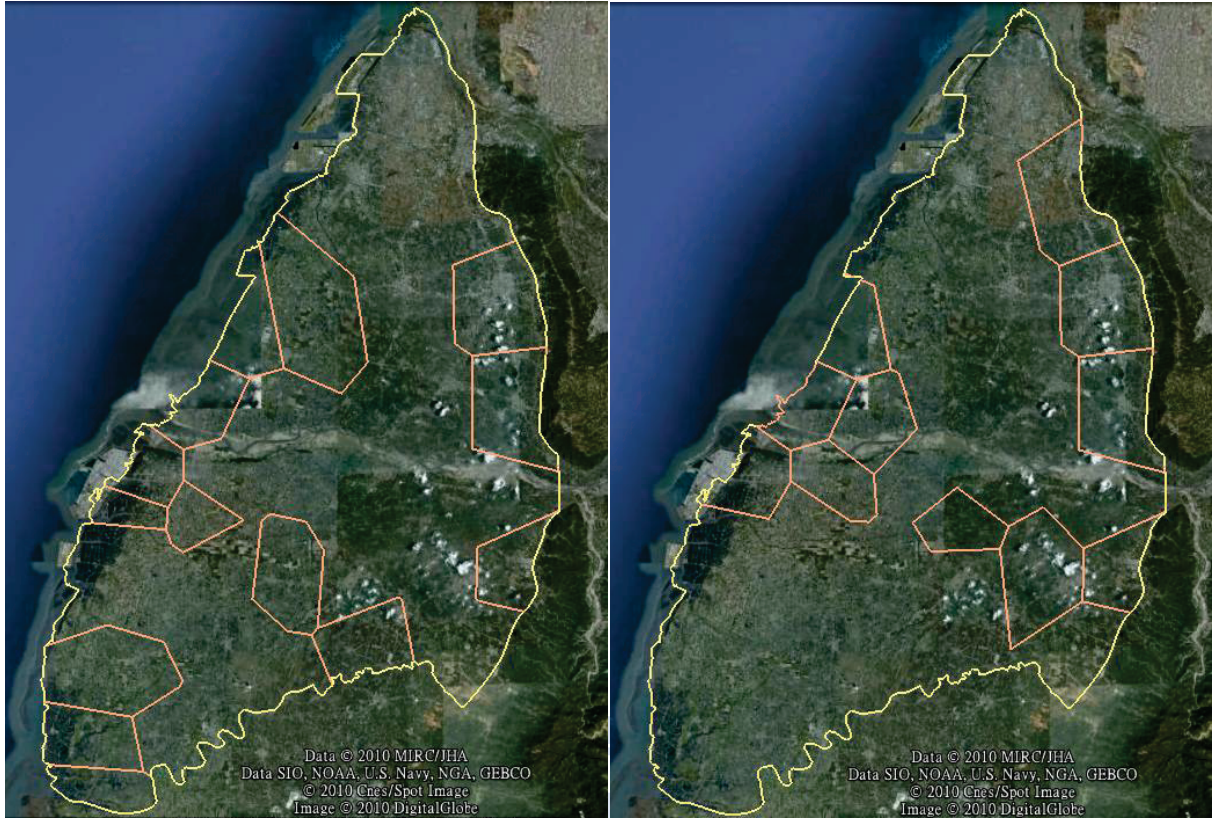 Data © 2010 MIRC/JHA
Data SIO, NOAA, U.S. Navy, NGA, GEBCO
© 2010 Cnes/Spot Image
Image © 2010 DigitalGlobe
Data © 2010 MIRC/JHA
Data SIO, NOAA, U.S. Navy, NGA, GEBCO
© 2010 Cnes/Spot Image
Image © 2010 DigitalGlobe